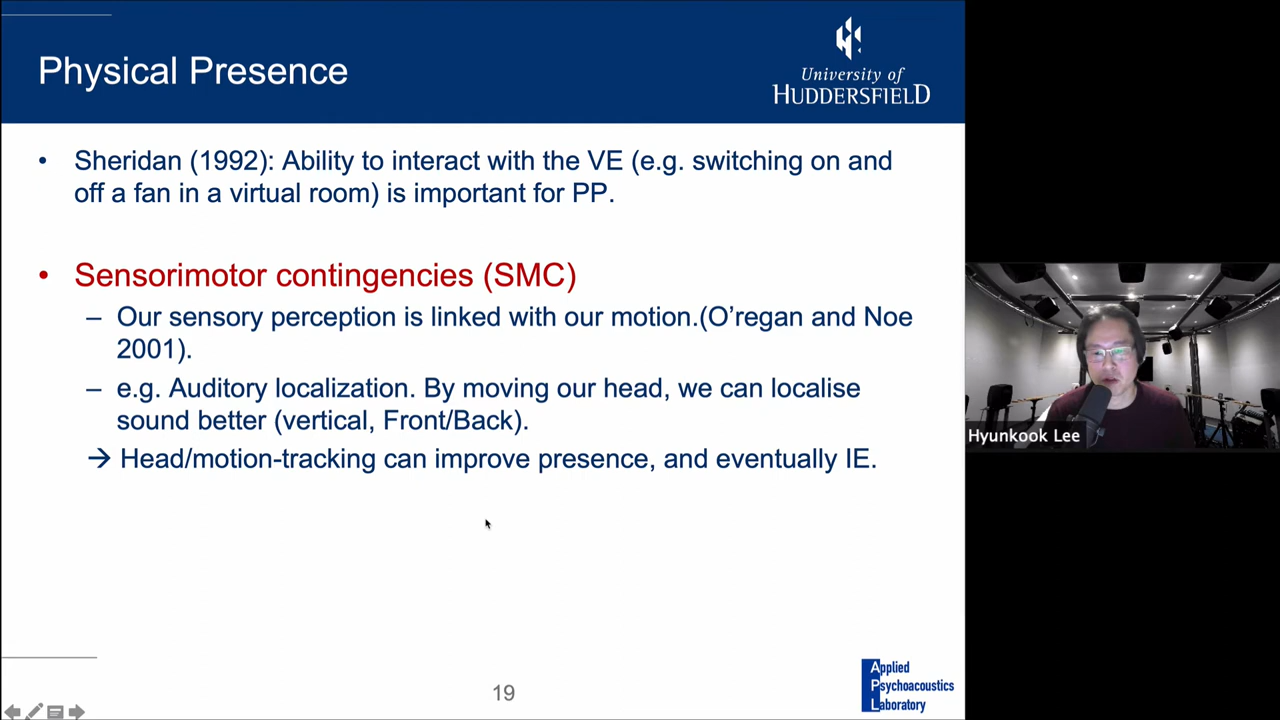 Physical Presence
University of
HUDDERSFIELD
• Sheridan (1992): Ability to interact with the VE (e.g. switching on and
off a fan in a virtual room) is important for PP.
• Sensorimotor contingencies (SMC)
– Our sensory perception is linked with our motion.(O’regan and Noe
2001).
– e.g. Auditory localization. By moving our head, we can localise
sound better (vertical, Front/Back).
→ Head/motion-tracking can improve presence, and eventually IE.
Hyunkook Lee
19
Applied
Psychoacoustics
Laboratory